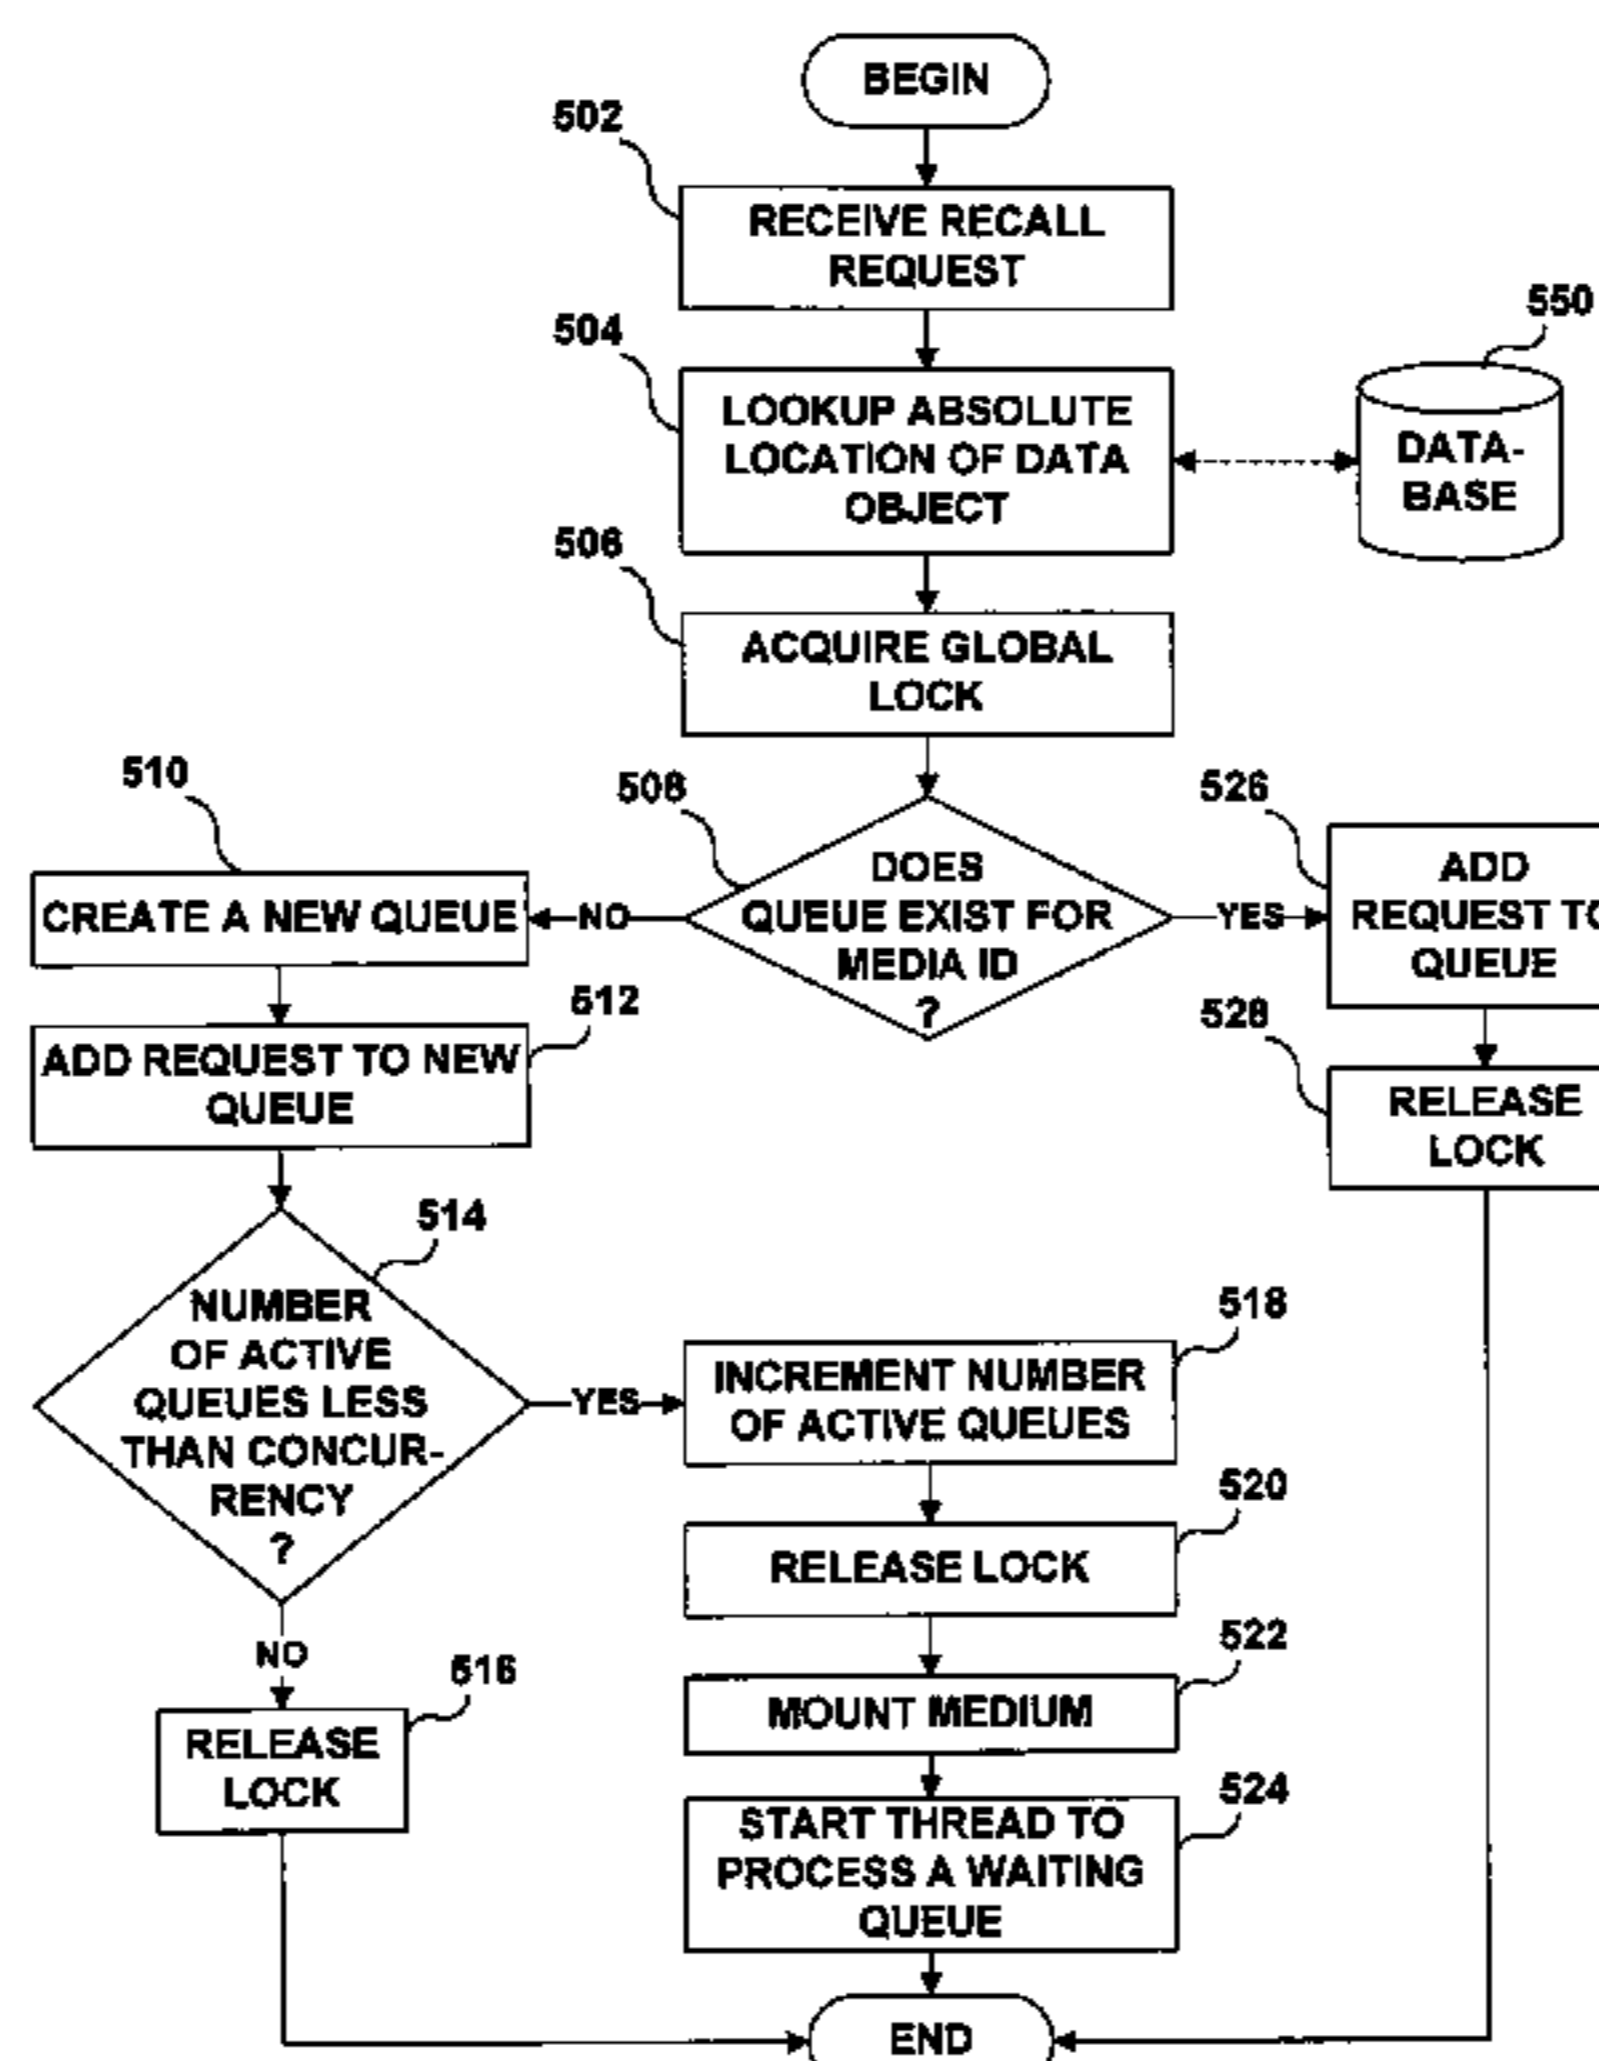 BEGIN
502
RECEIVE RECALL
REQUEST
504
LOOKUP ABSOLUTE
LOCATION OF DATA
OBJECT
550
DATA-
BASE
506
ACQUIRE GLOBAL
LOCK
508
DOES
QUEUE EXIST FOR
MEDIA ID
?
NO
YES
510
CREATE A NEW QUEUE
512
ADD REQUEST TO NEW
QUEUE
526
ADD
REQUEST TO
QUEUE
528
RELEASE
LOCK
514
NUMBER
OF ACTIVE
QUEUES LESS
THAN CONCUR-
RENCY
?
YES
NO
516
RELEASE
LOCK
518
INCREMENT NUMBER
OF ACTIVE QUEUES
520
RELEASE LOCK
522
MOUNT MEDIUM
524
START THREAD TO
PROCESS A WAITING
QUEUE
END